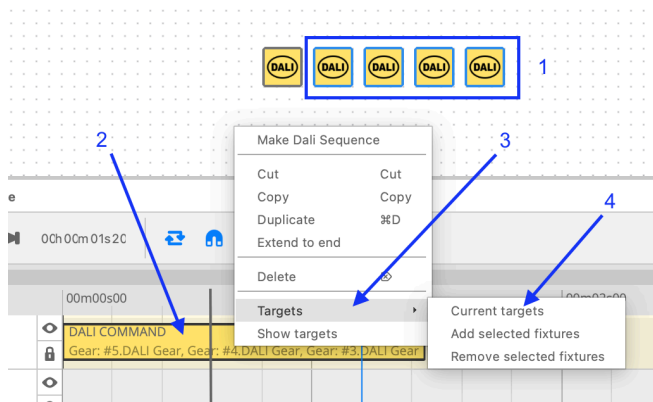 DALI DALI DALI DALI DALI
1
Make Dali Sequence
2
3
Cut Cut
Copy Copy
Duplicate ⌘D
Extend to end
4
e
00h00m01s20
Delete
00m00s00
Targets
Current targets
DALI COMMAND
Show targets
Add selected fixtures
Gear: #5.DALI Gear, Gear: #4.DALI Gear, Gear: #3.DALI Gear
Remove selected fixtures